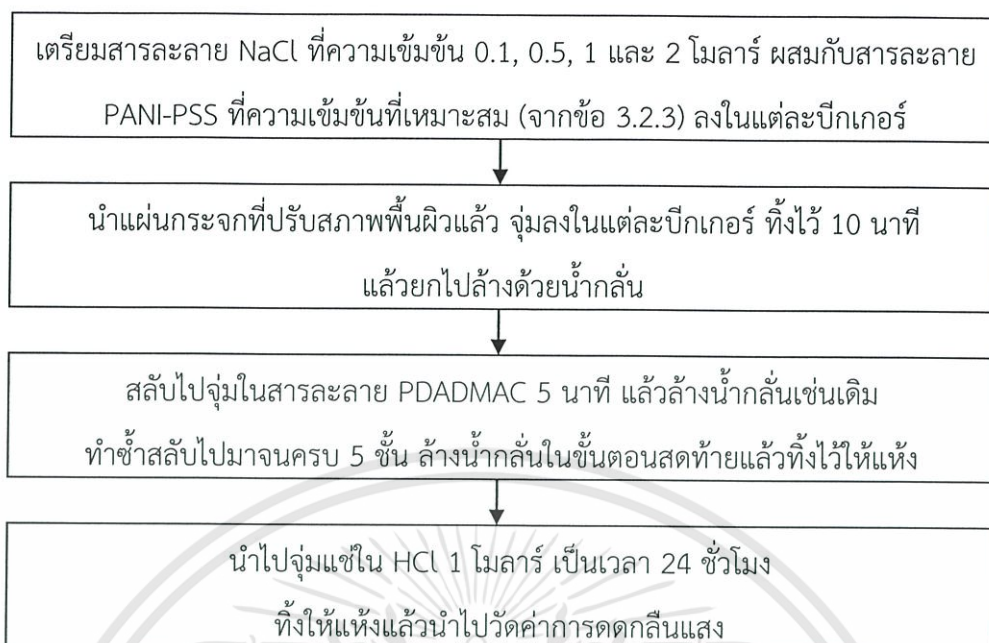 เตรียมสารละลาย NaCl ที่ความเข้มข้น 0.1, 0.5, 1 และ 2 โมลาร์ ผสมกับสารละลาย
PANI-PSS ที่ความเข้มข้นที่เหมาะสม (จากข้อ 3.2.3) ลงในแต่ละบีกเกอร์
นำแผ่นกระจกที่ปรับสภาพพื้นผิวแล้ว จุ่มลงในแต่ละบีกเกอร์ ทิ้งไว้ 10 นาที
แล้วยกไปล้างด้วยน้ำกลั่น
สลับไปจุ่มในสารละลาย PDADMAC 5 นาที แล้วล้างน้ำกลั่นเช่นเดิม
ทำซ้ำสลับไปมาจนครบ 5 ชั้น ล้างน้ำกลั่นในขั้นตอนสุดท้ายแล้วทิ้งไว้ให้แห้ง
นำไปจุ่มแช่ใน HCl 1 โมลาร์ เป็นเวลา 24 ชั่วโมง
ทิ้งให้แห้งแล้วนำไปวัดค่าการดูดกลืนแสง